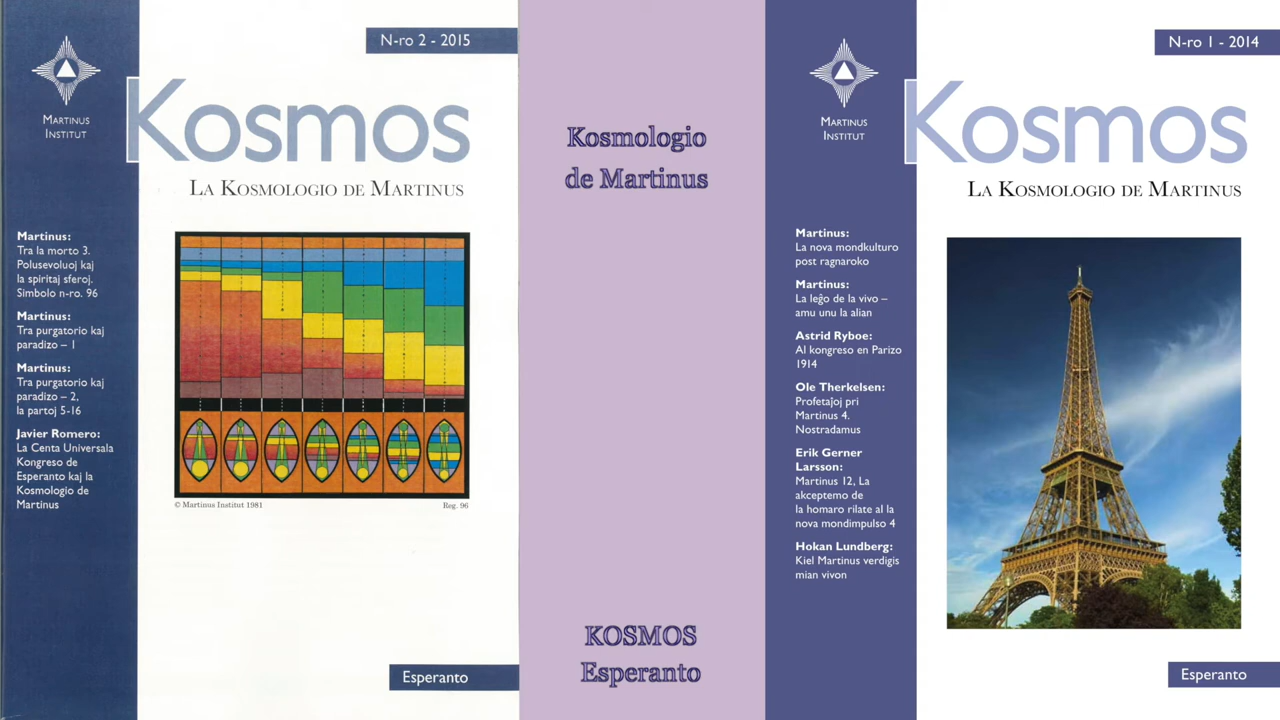 N-ro 2 - 2015
MARTINUS
INSTITUT
Kosmos
LA KOSMOLOGIO DE MARTINUS
Martinus:
Tra la morto 3.
Polusevoluoj kaj
la spiritaj sferoj.
Simbolo n-ro. 96
Martinus:
Tra purgatorio kaj
paradizo – 1
Martinus:
Tra purgatorio kaj
paradizo – 2,
la partoj 5-16
Javier Romero:
La Centa Universala
Kongreso de
Esperanto kaj la
Kosmologio de
Martinus
© Martinus Institut 1981
Reg. 96
Esperanto
Kosmologio
de Martinus
KOSMOS
Esperanto
N-ro 1 - 2014
MARTINUS
INSTITUT
Kosmos
LA KOSMOLOGIO DE MARTINUS
Martinus:
La nova mondkulturo
post ragnaroko
Martinus:
La leĝo de la vivo –
amu unu la alian
Astrid Ryboe:
Al kongreso en Parizo
1914
Ole Therkelsen:
Profetaĵoj pri
Martinus 4.
Nostradamus
Erik Gerner
Larsson:
Martinus 12, La
akceptemo de
la homaro rilate al la
nova mondimpulso 4
Hokan Lundberg:
Kiel Martinus verdigis
mian vivon
Esperanto